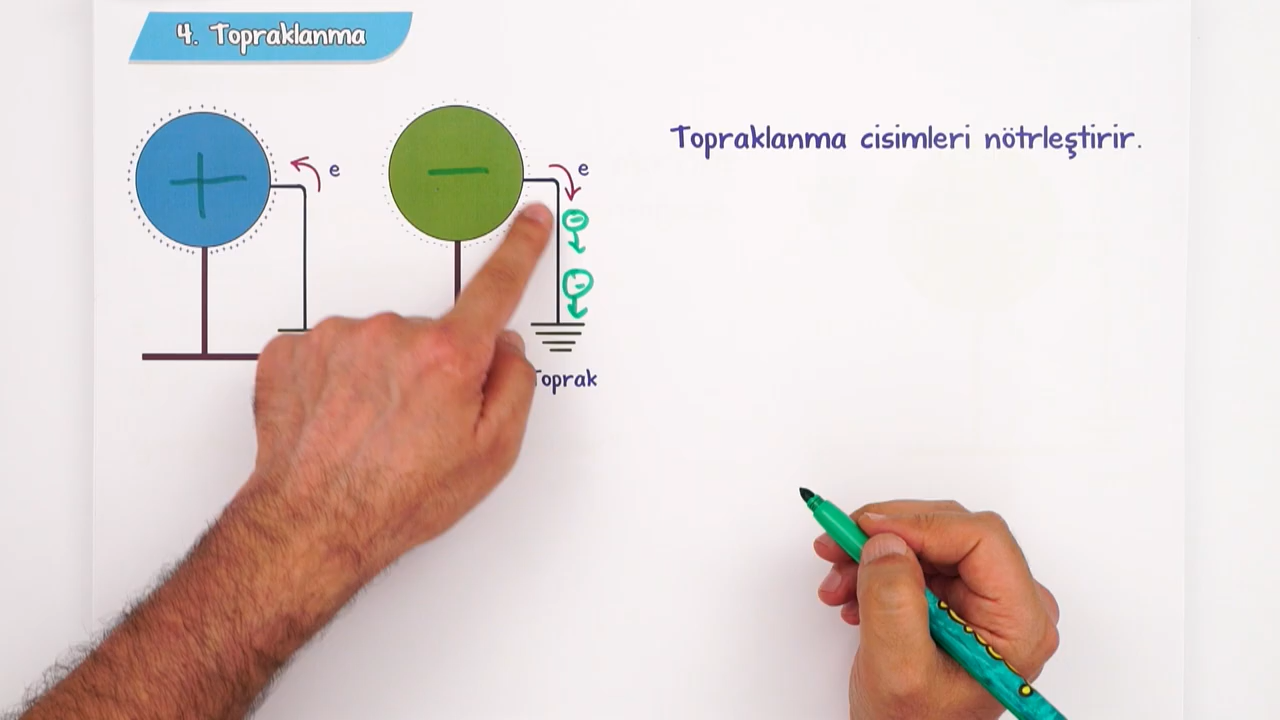 4. Topraklanma
Topraklanma cisimleri nötrleştirir.
+
e
−
e
−
−
Toprak